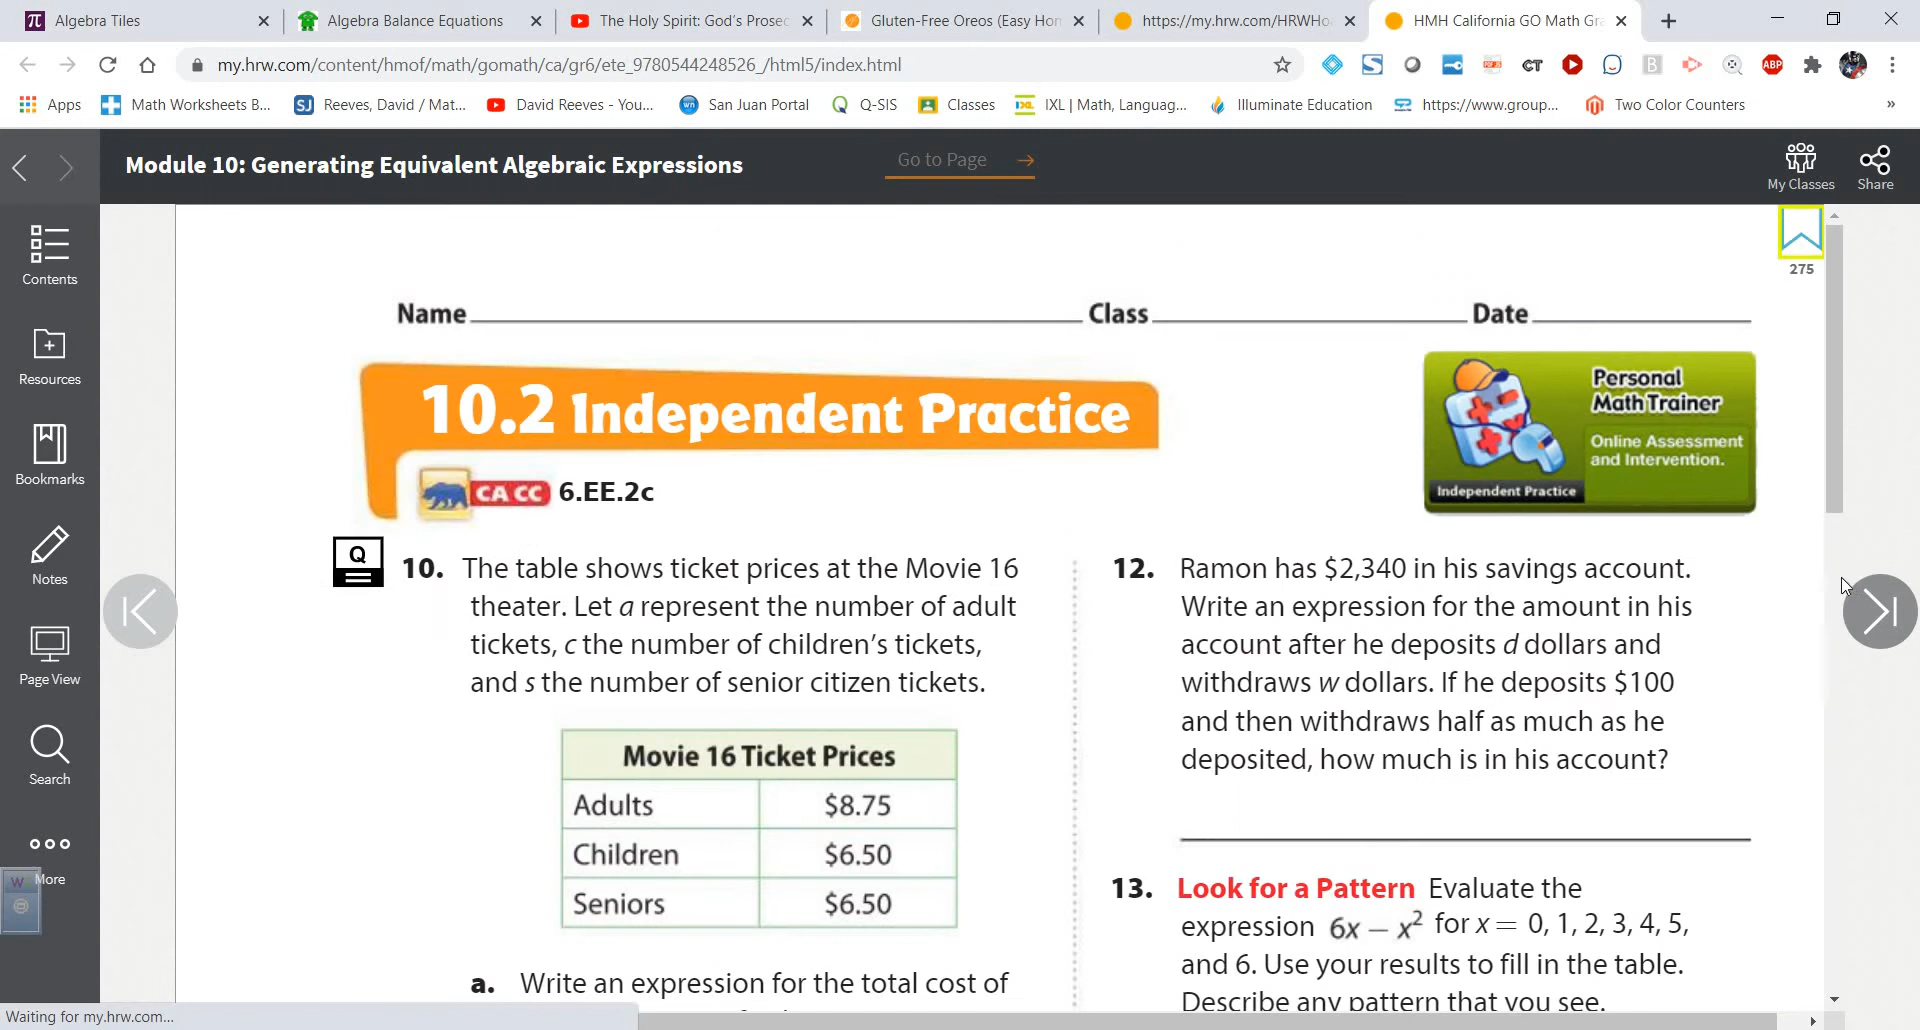 Algebra Tiles
Algebra Balance Equations
The Holy Spirit: God's Prosec
Gluten-Free Oreos (Easy Hon
https://my.hrw.com/HRWHo
HMH California GO Math Gra
my.hrw.com/content/hmof/math/gomath/ca/gr6/ete_9780544248526_/html5/index.html
CT
ABP
Apps
Math Worksheets B...
SJ Reeves, David / Mat...
David Reeves - You...
San Juan Portal
Q-SIS
Classes
IXL | Math, Languag...
Illuminate Education
https://www.group...
Two Color Counters
»
Module 10: Generating Equivalent Algebraic Expressions
Go to Page →
My Classes
Share
Contents
Resources
Bookmarks
Notes
Page View
Search
More
W
275
Name Class Date
10.2 Independent Practice
CA CC 6.EE.2c
Personal
Math Trainer
Online Assessment
and Intervention.
Independent Practice
Q
10. The table shows ticket prices at the Movie 16
theater. Let a represent the number of adult
tickets, c the number of children's tickets,
and s the number of senior citizen tickets.
Movie 16 Ticket Prices
Adults $8.75
Children $6.50
Seniors $6.50
a. Write an expression for the total cost of
12. Ramon has $2,340 in his savings account.
Write an expression for the amount in his
account after he deposits d dollars and
withdraws w dollars. If he deposits $100
and then withdraws half as much as he
deposited, how much is in his account?
13. Look for a Pattern Evaluate the
expression 6x − x² for x = 0, 1, 2, 3, 4, 5,
and 6. Use your results to fill in the table.
Describe any pattern that you see.
Waiting for my.hrw.com...